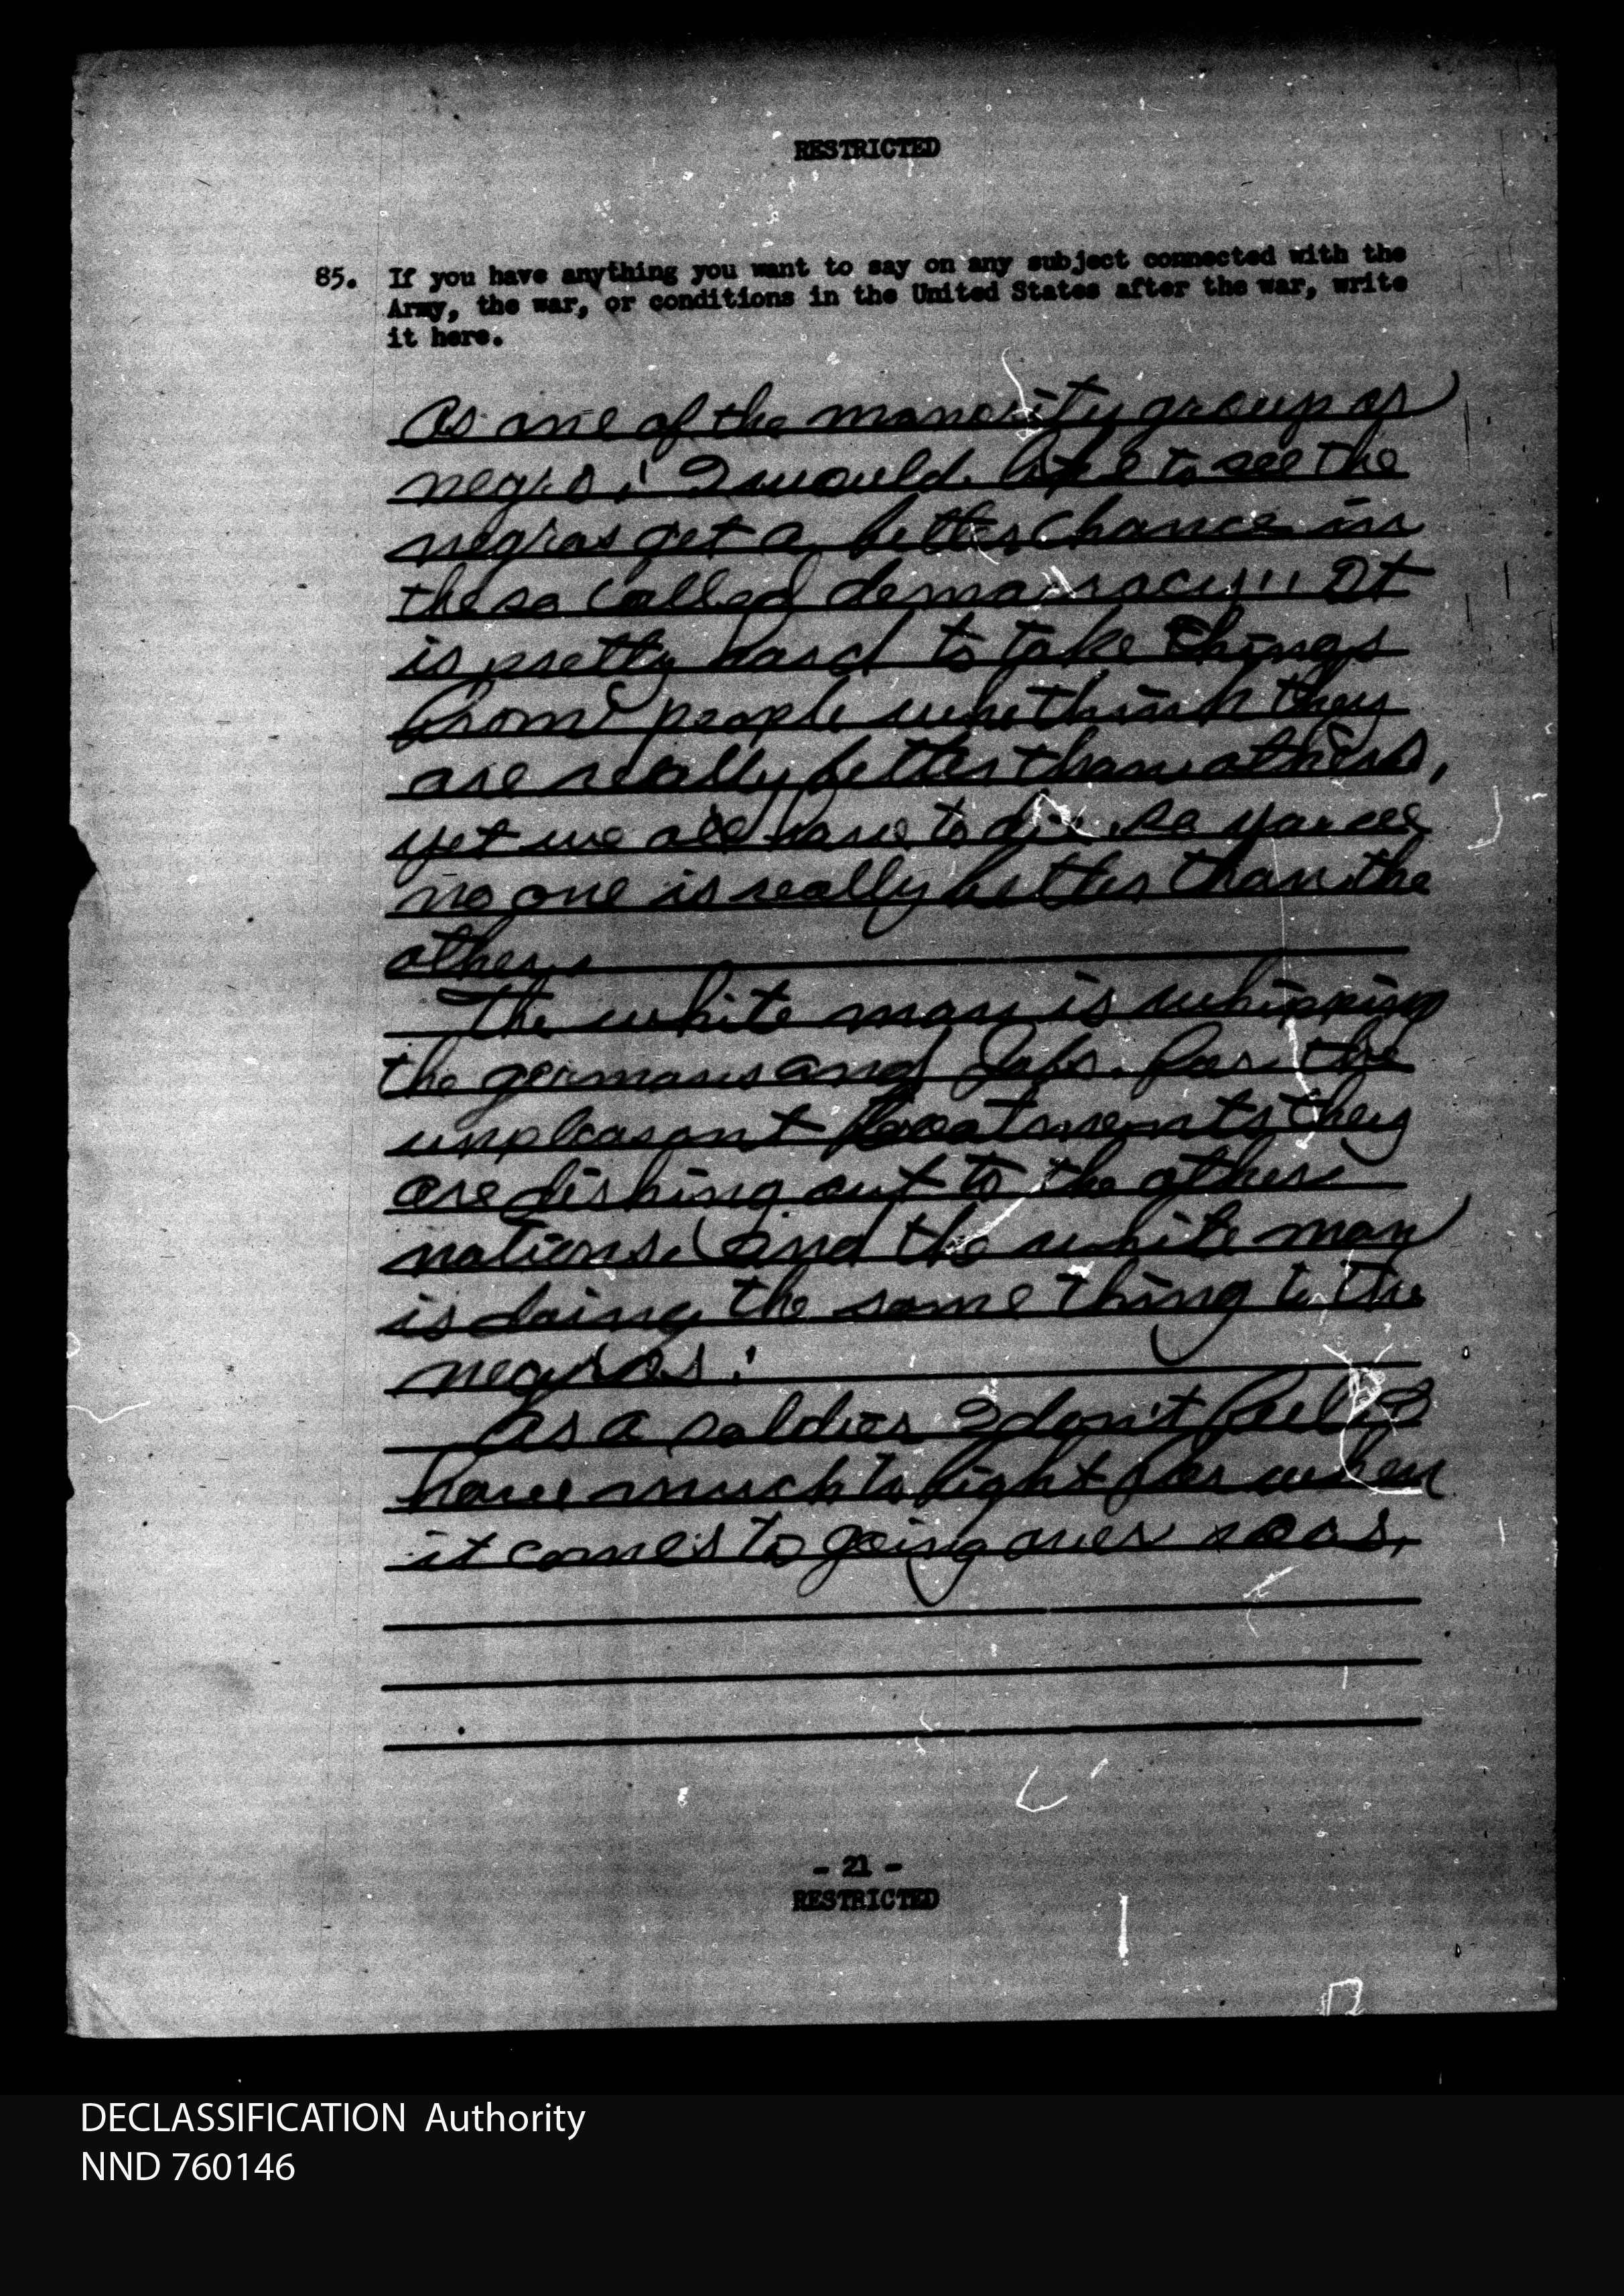 RESTRICTED
85. If you have anything you want to say on any subject connected with the
Army, the war, or conditions in the United States after the war, write
it here.
As one of the manority group as
negro, I would like to see the
negros get a better chance in
the so called democracy!! It
is pretty hard to take things
from people who think they
are really better than others,
yet we all have to die, so you see
no one is really better than the
other.
The white man is whipping
the germans and Japs. for the
unpleasant treatments they
are dishing out to the other
nations. (And the white man)
is doing the same thing to the
negros!
As a soldier I don't feel I
have much to fight for when
it comes to going over seas.
- 21 -
RESTRICTED
DECLASSIFICATION Authority
NND 760146